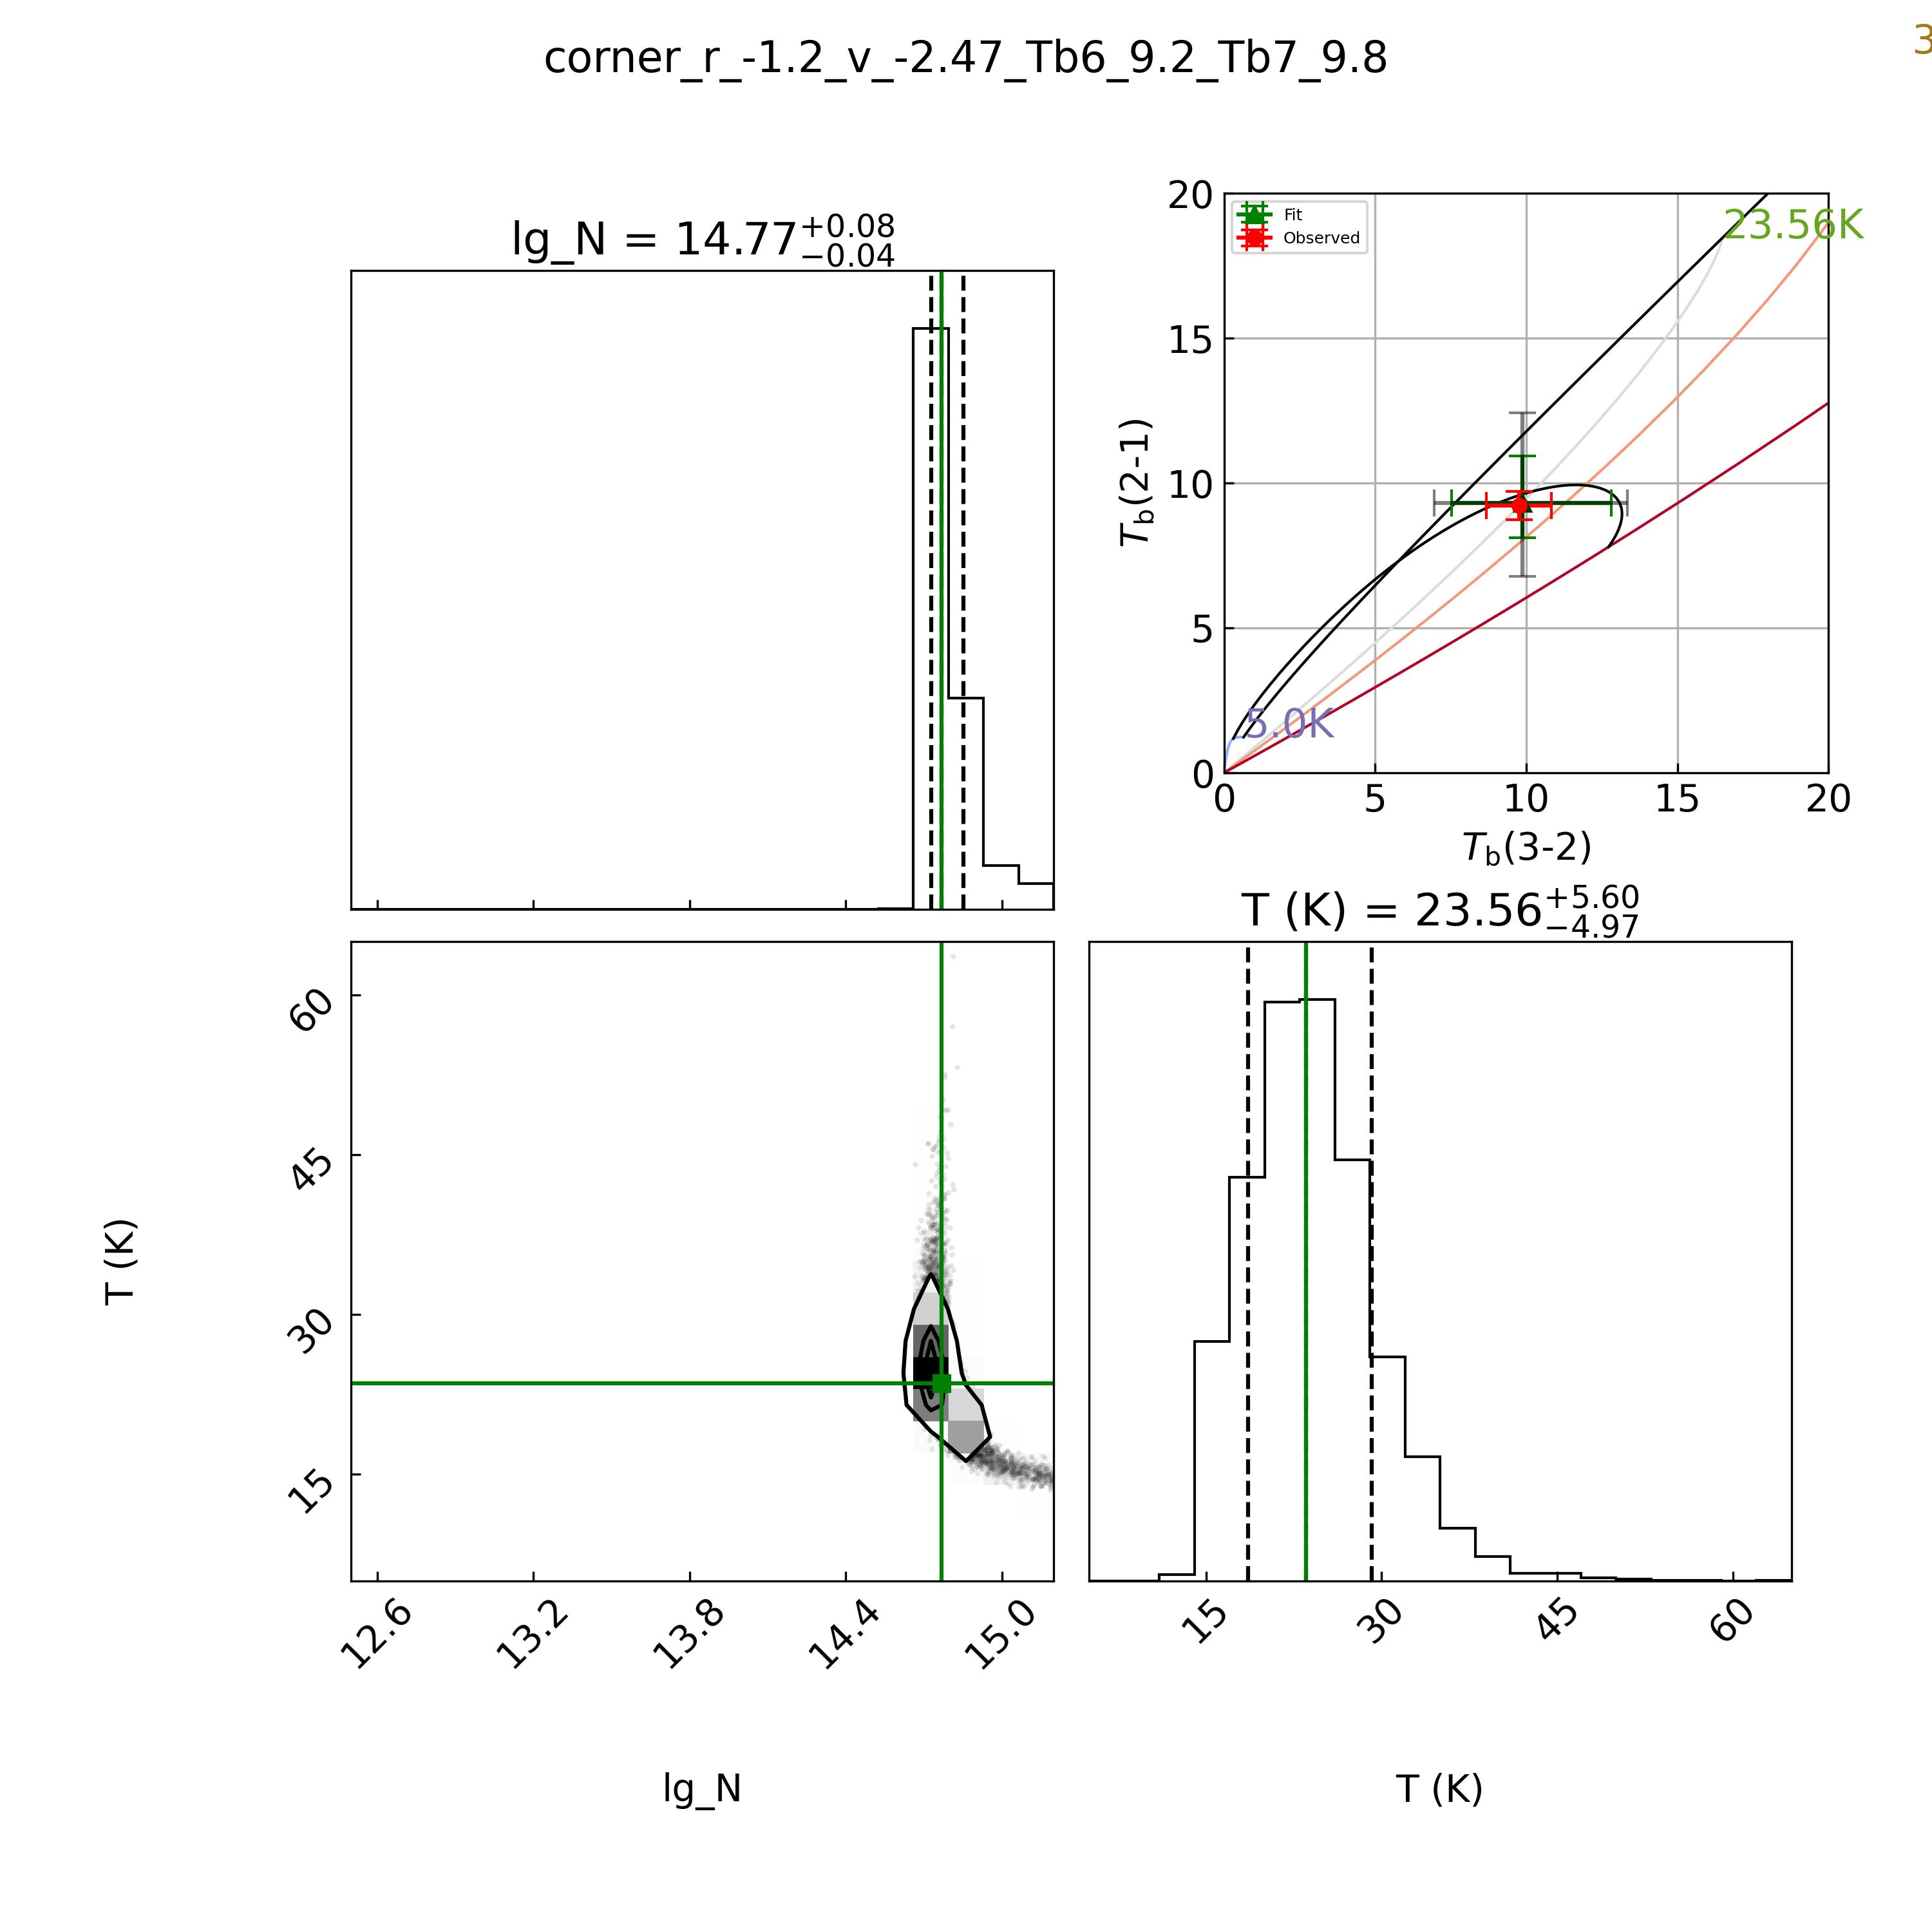 corner_r_-1.2_v_-2.47_Tb6_9.2_Tb7_9.8
3
lg_N = 14.77+0.08−0.04
20
15
10
5
0
Tb(2-1)
Fit
Observed
23.56K
5.0K
0 5 10 15 20
Tb(3-2)
T (K) = 23.56+5.60−4.97
60
45
30
15
T (K)
12.6 13.2 13.8 14.4 15.0
lg_N
15 30 45 60
T (K)